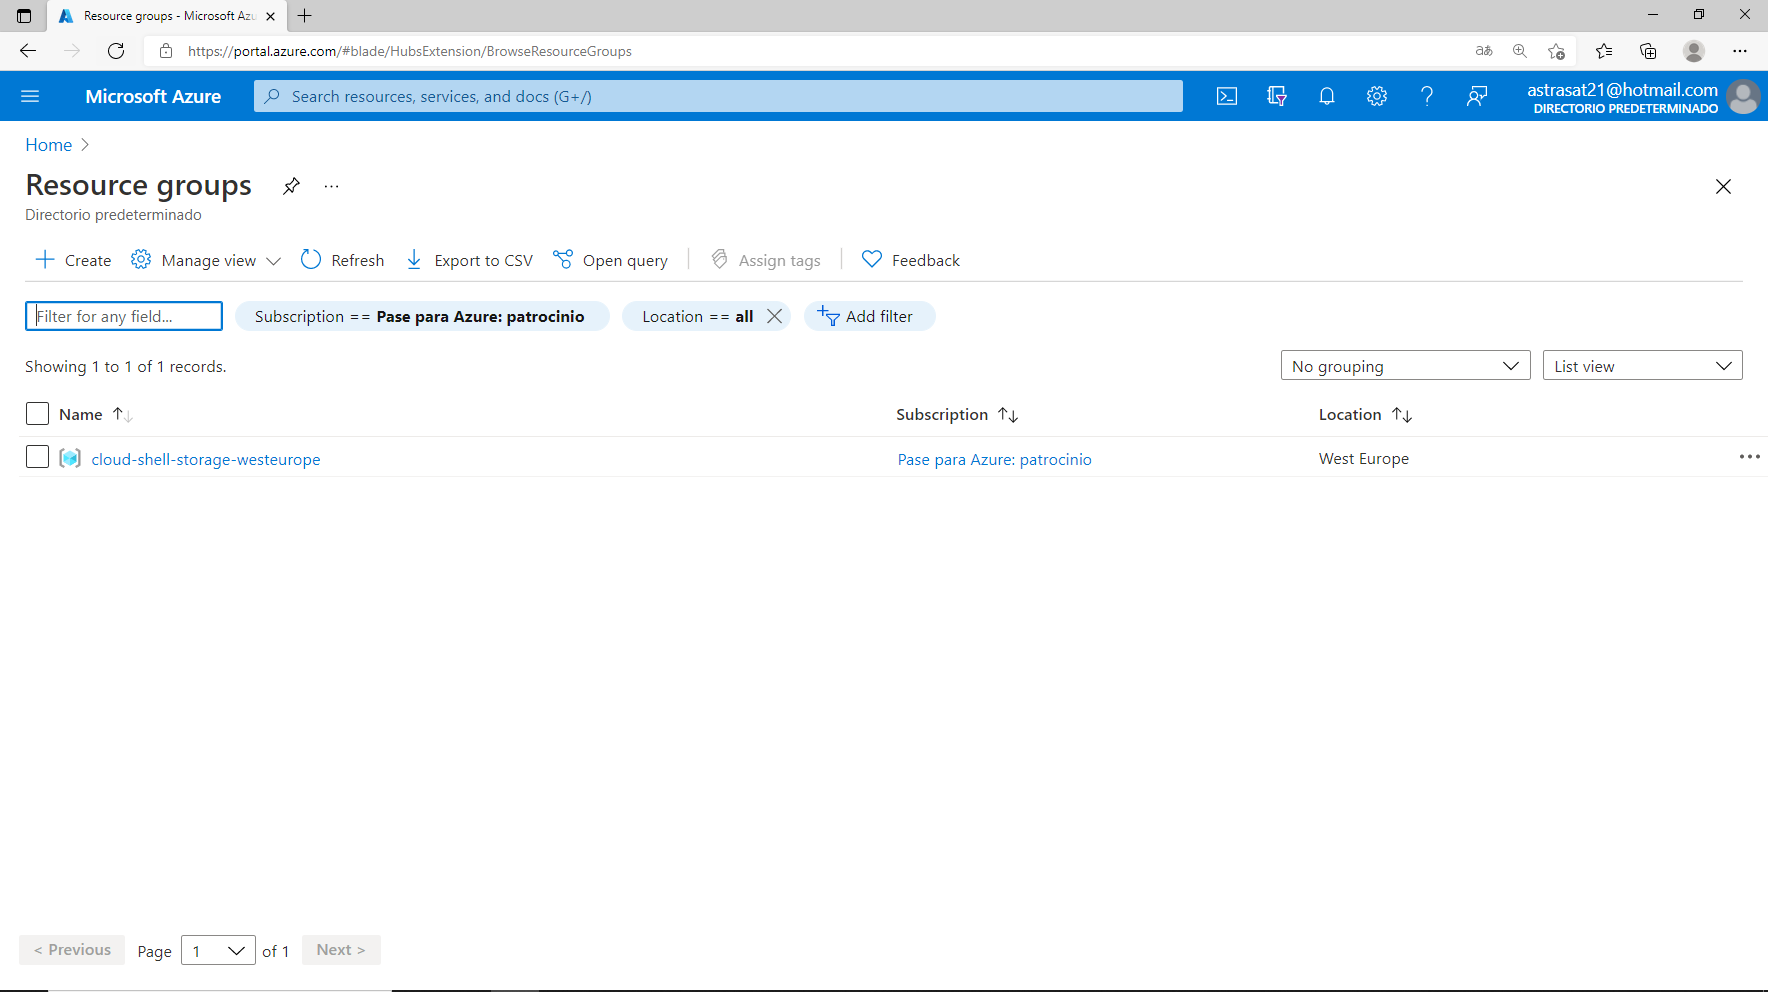 Resource groups - Microsoft Azu
https://portal.azure.com/#blade/HubsExtension/BrowseResourceGroups
aあ
Microsoft Azure
Search resources, services, and docs (G+/)
astrasat21@hotmail.com
DIRECTORIO PREDETERMINADO
Home
Resource groups
Directorio predeterminado
Create Manage view Refresh Export to CSV Open query Assign tags Feedback
Filter for any field... Subscription == Pase para Azure: patrocinio Location == all Add filter
Showing 1 to 1 of 1 records. No grouping List view
Name Subscription Location
cloud-shell-storage-westeurope Pase para Azure: patrocinio West Europe
< Previous Page 1 of 1 Next >